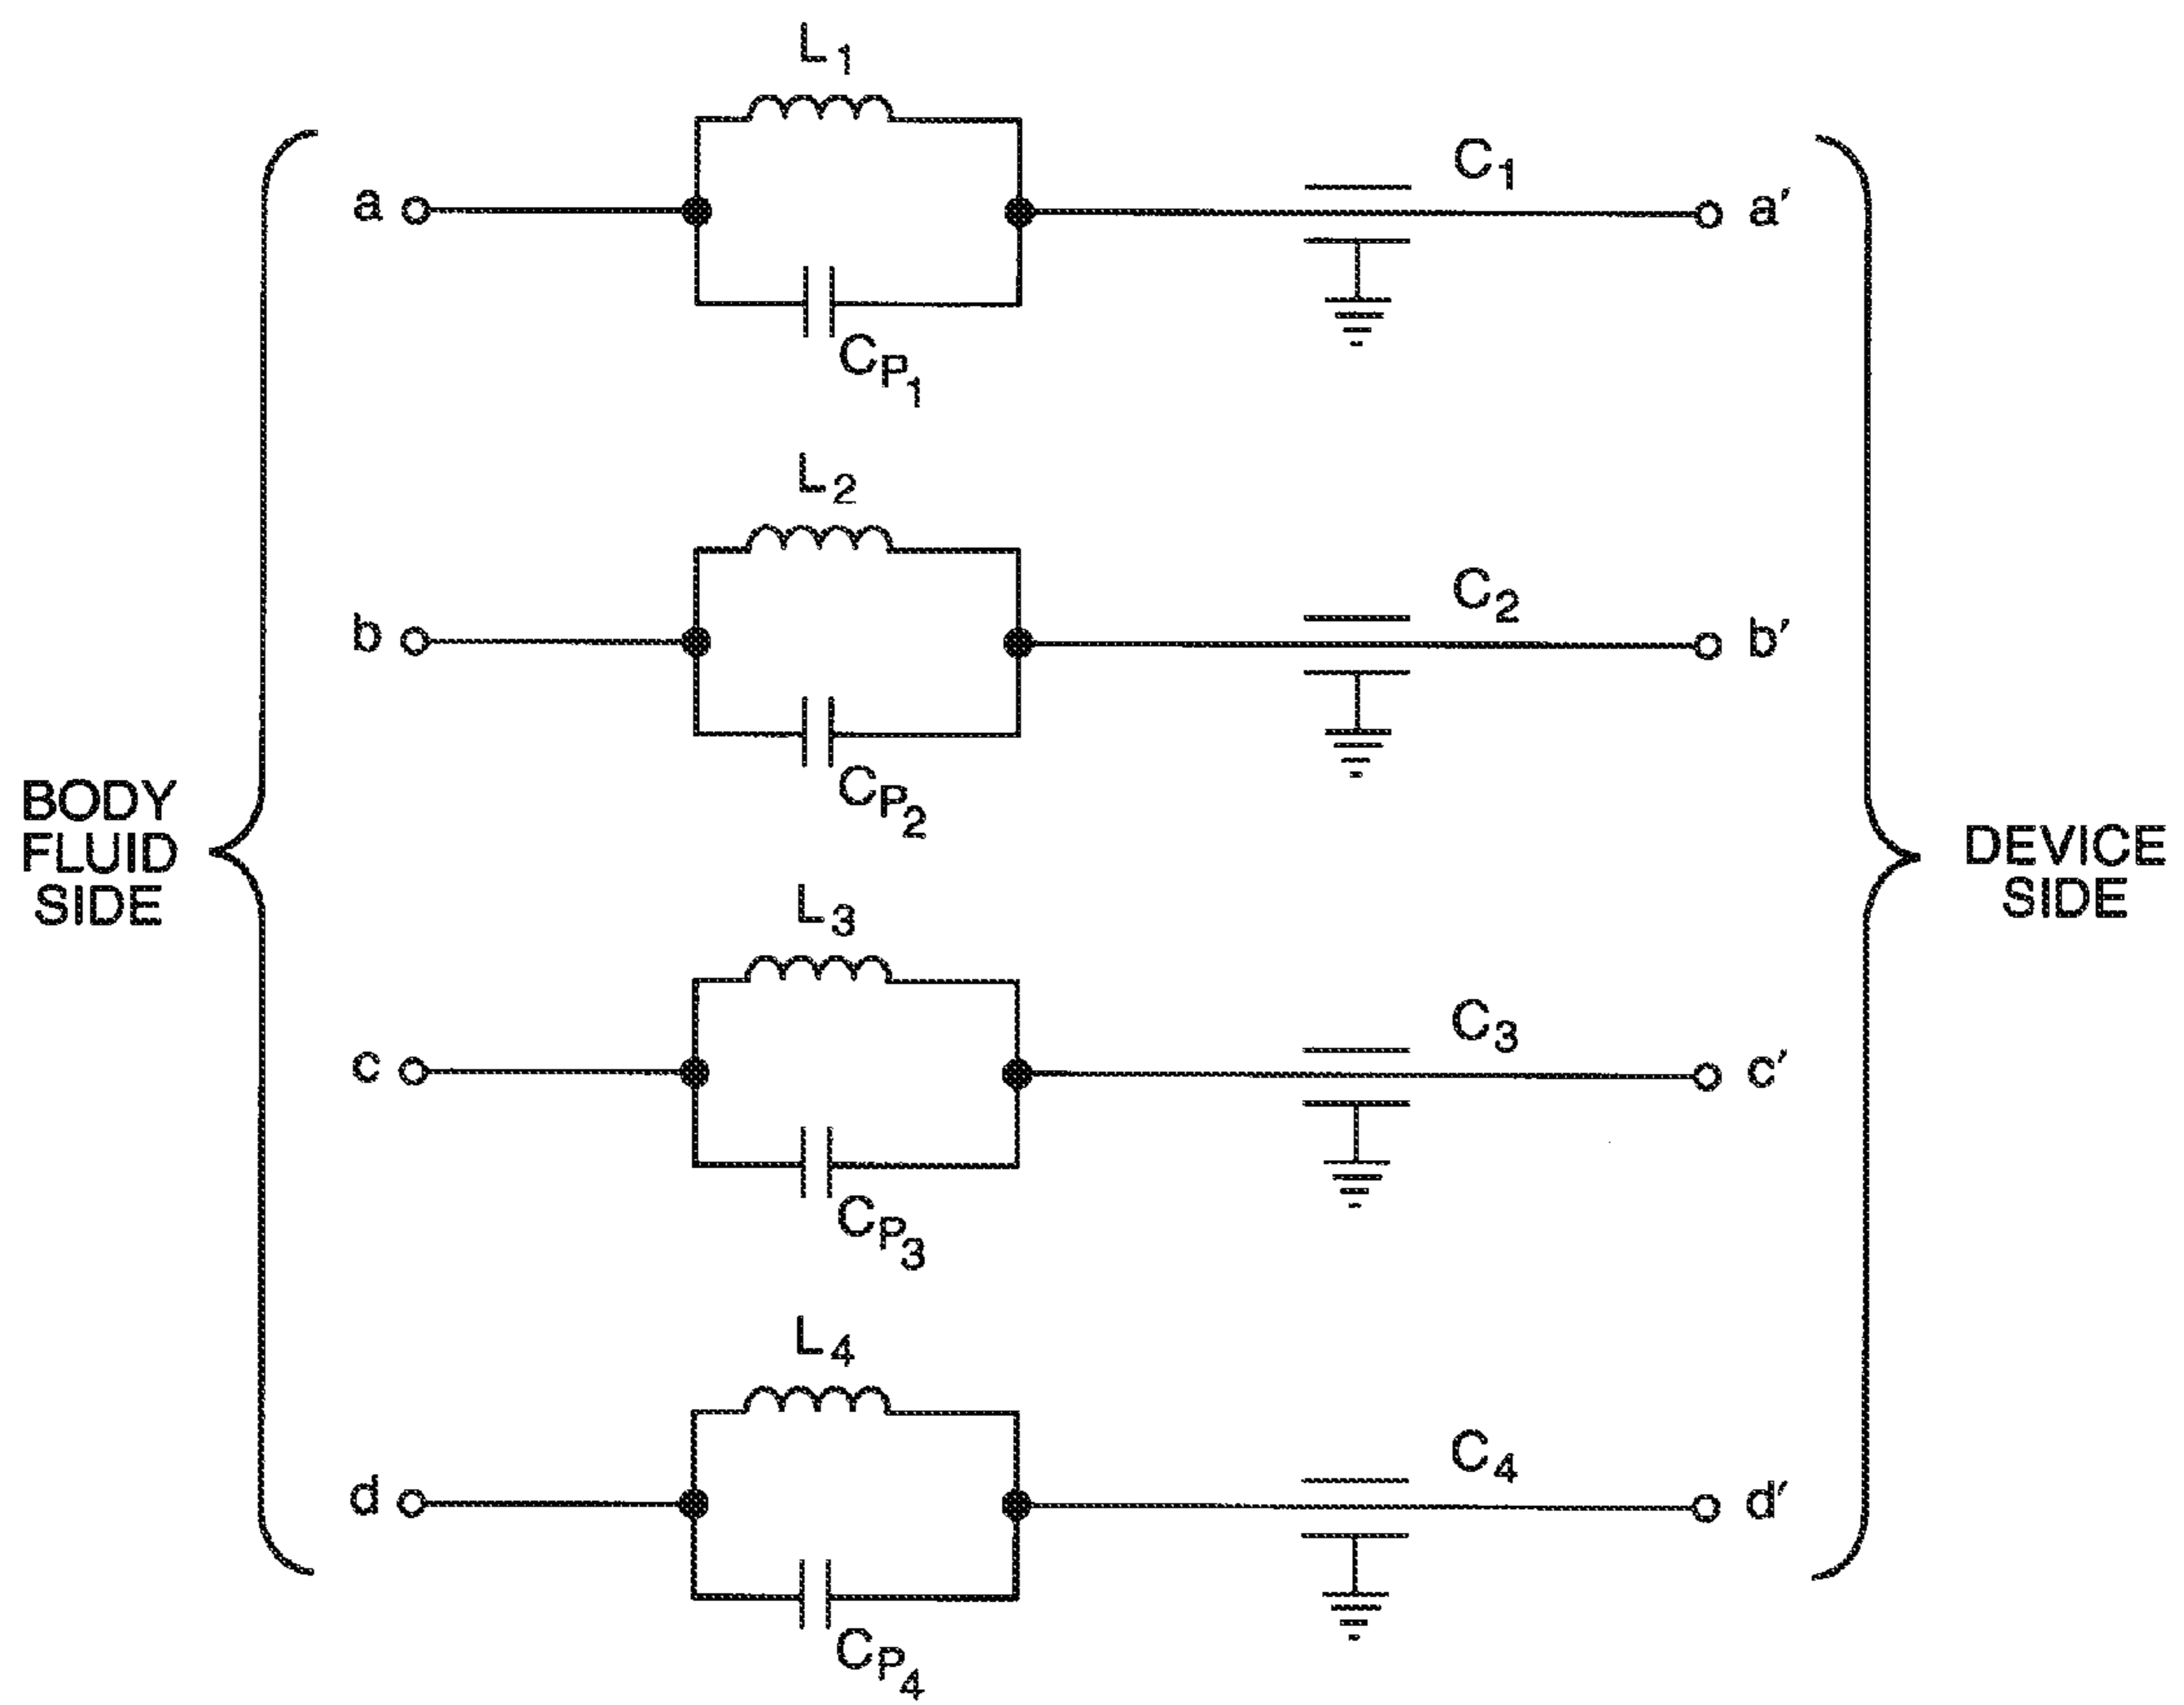 L1
a
C1
a′
CP1
L2
b
C2
b′
CP2
BODY
FLUID
SIDE
DEVICE
SIDE
L3
c
C3
c′
CP3
L4
d
C4
d′
CP4